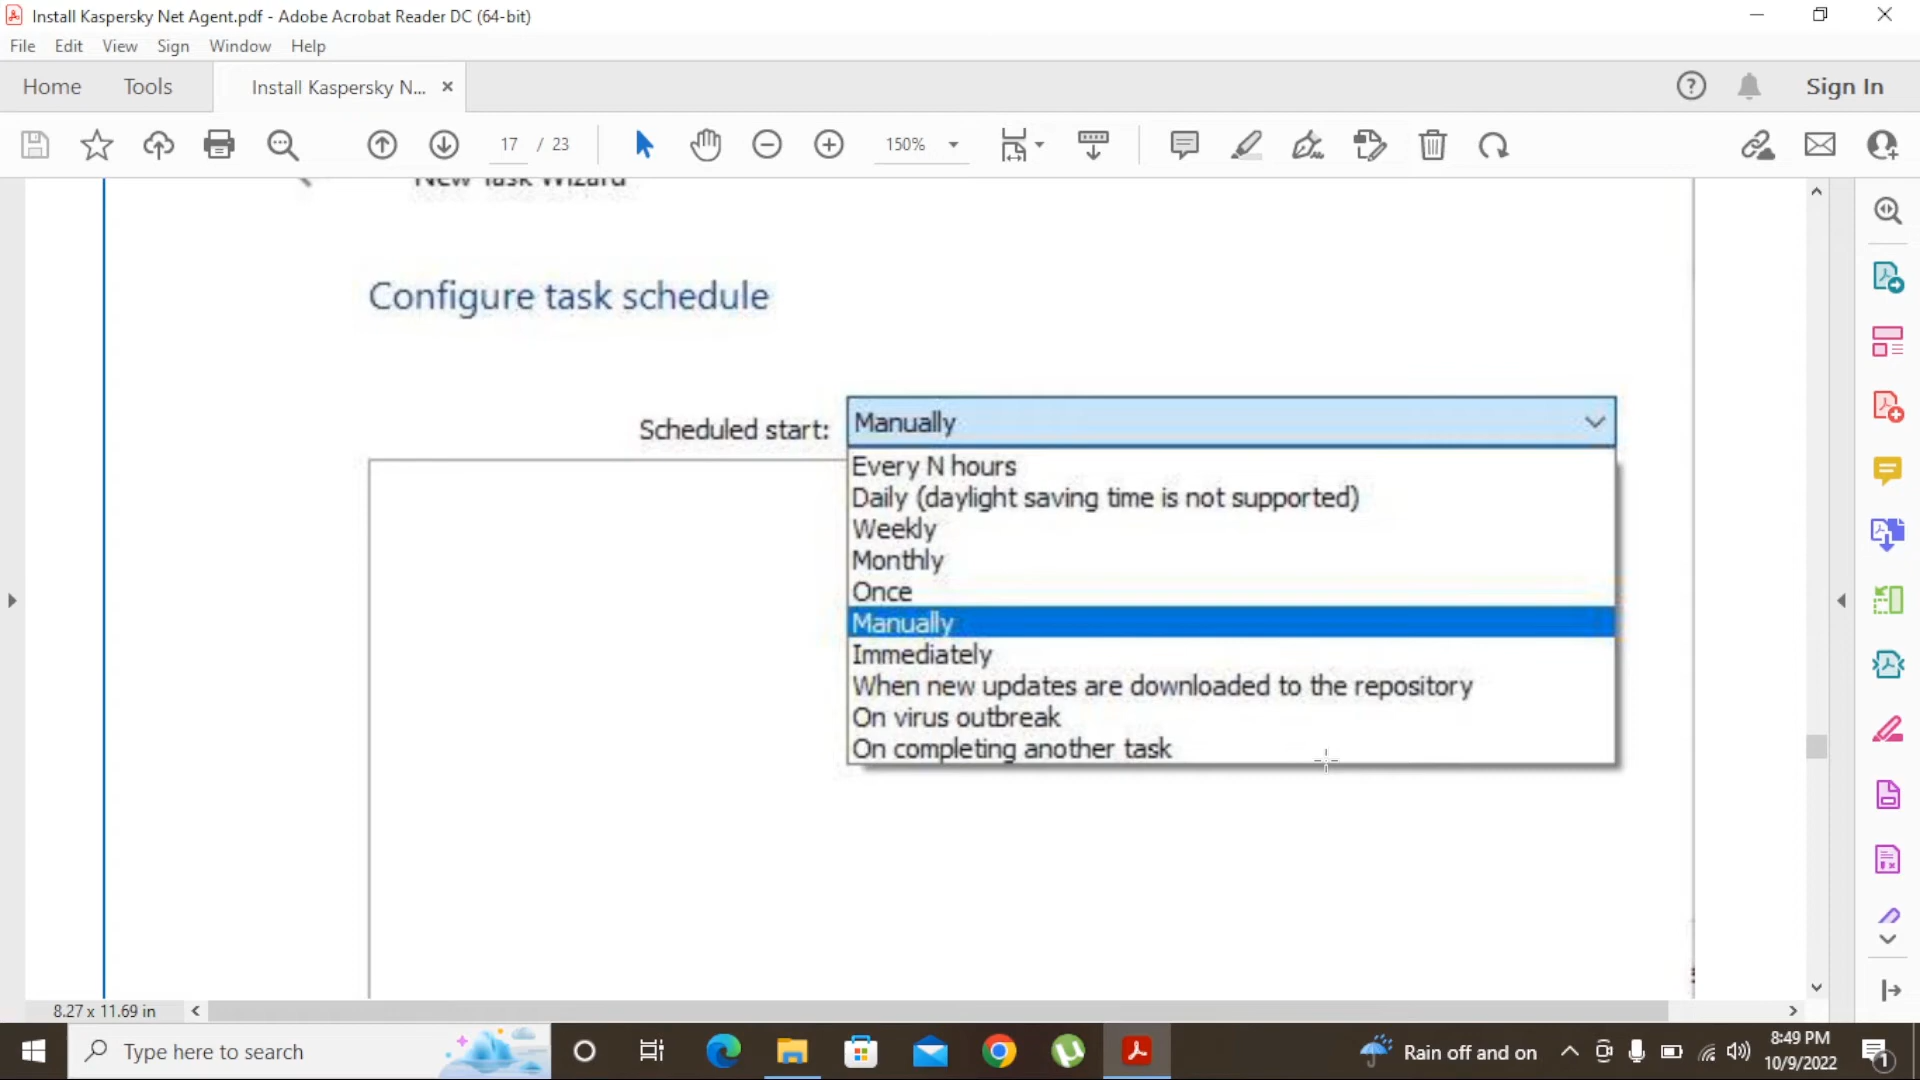 Install Kaspersky Net Agent.pdf - Adobe Acrobat Reader DC (64-bit)
File Edit View Sign Window Help
Home Tools Install Kaspersky N... Sign In
17 / 23 150%
New Task Wizard
Configure task schedule
Scheduled start: Manually
Every N hours
Daily (daylight saving time is not supported)
Weekly
Monthly
Once
Manually
Immediately
When new updates are downloaded to the repository
On virus outbreak
On completing another task
8.27 x 11.69 in
Type here to search
Rain off and on
8:49 PM
10/9/2022
1